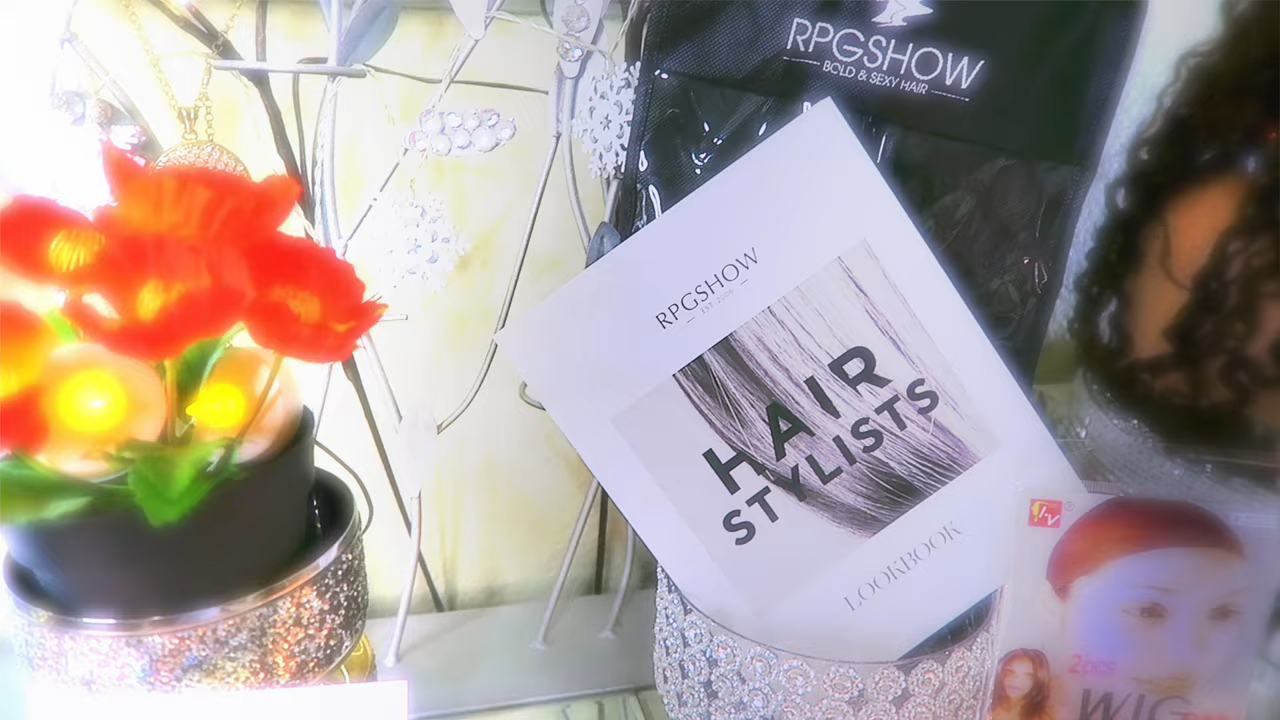 RPGSHOW
BOLD & SEXY HAIR
RPGSHOW
EST. 2006
HAIR
STYLISTS
LOOKBOOK
2pcs
WIG